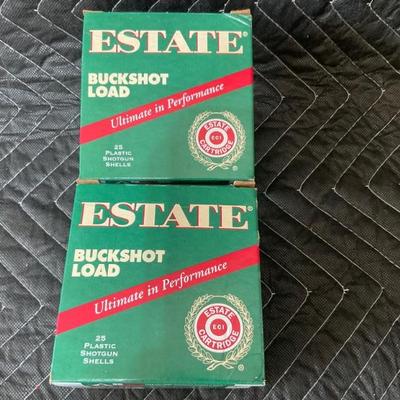 ESTATE®
BUCKSHOT
LOAD
Ultimate in Performance
25
PLASTIC
SHOTGUN
SHELLS
ESTATE
ECI
CARTRIDGE
®
ESTATE®
BUCKSHOT
LOAD
Ultimate in Performance
25
PLASTIC
SHOTGUN
SHELLS
ESTATE
ECI
CARTRIDGE
®